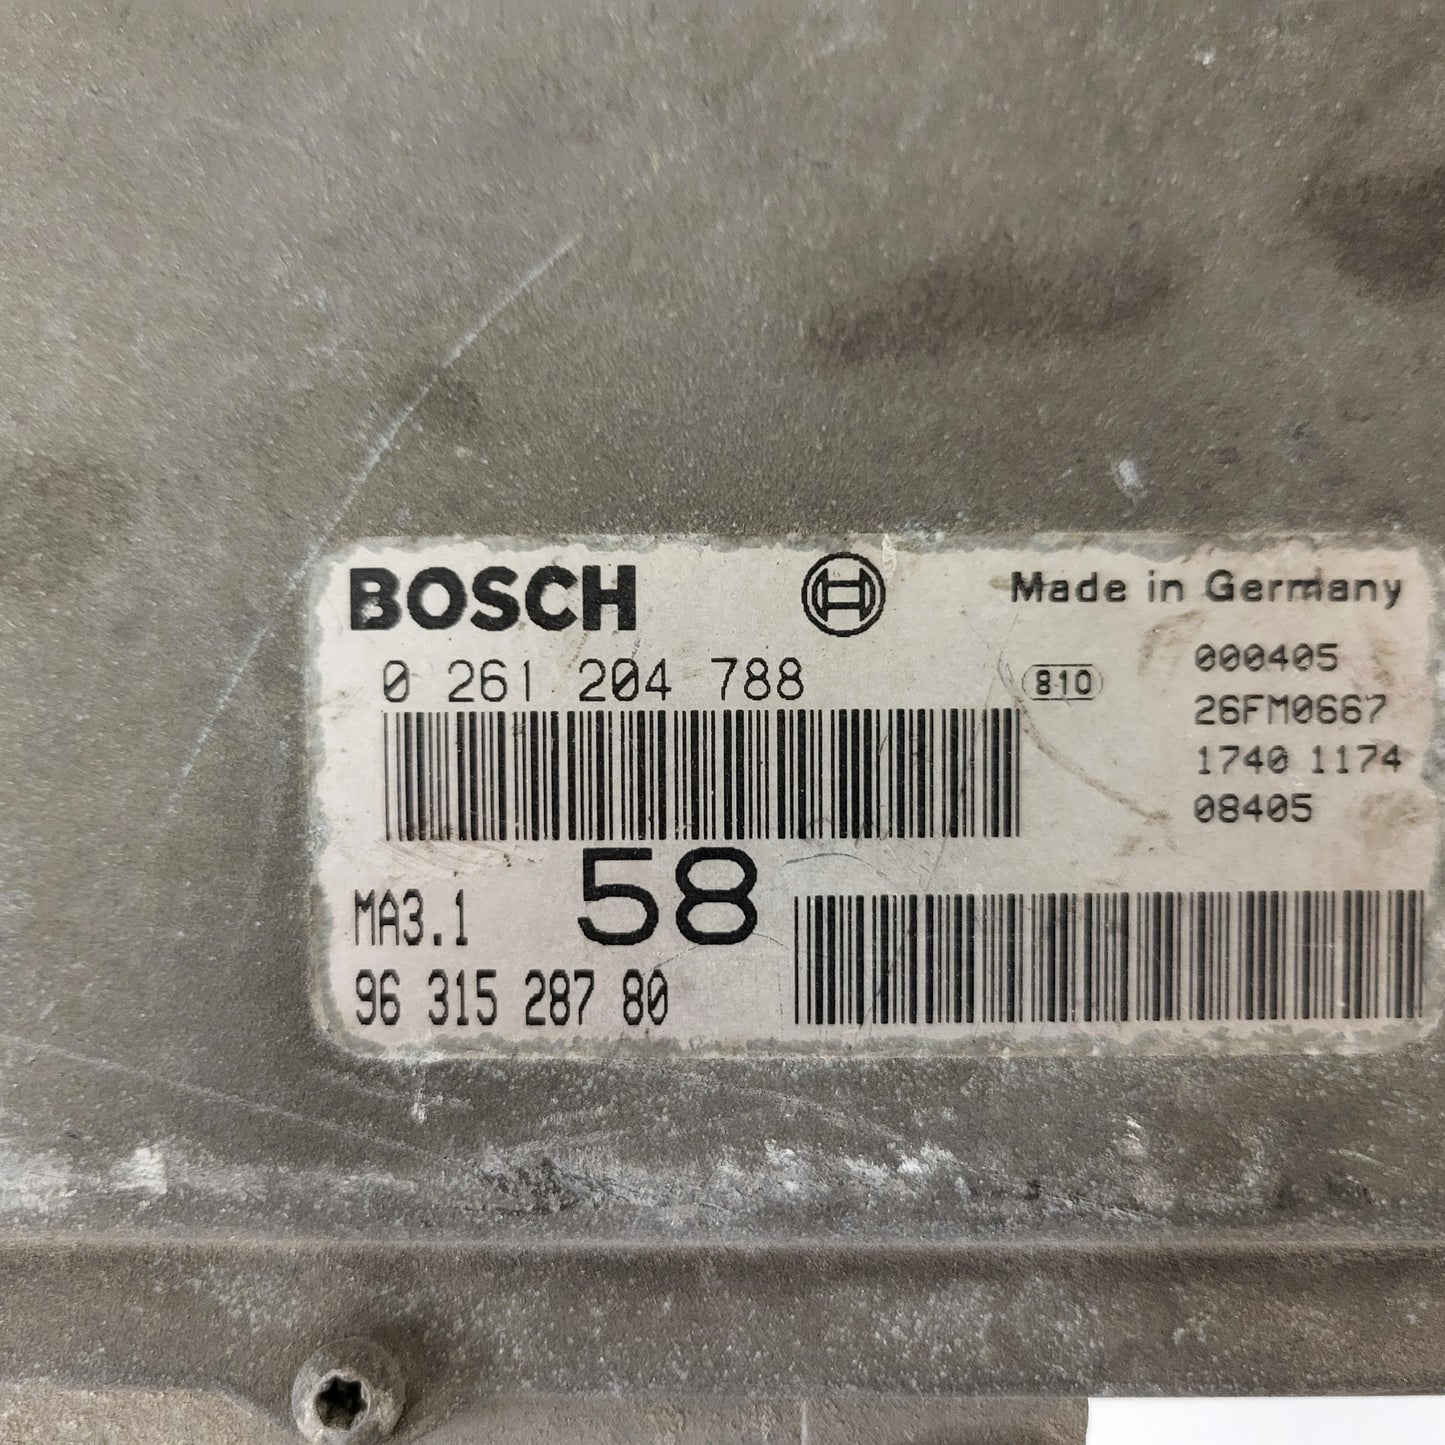 BOSCH
Made in Germany
0 261 204 788
810
000405
26FM0667
1740 1174
08405
MA3.1
58
96 315 287 80